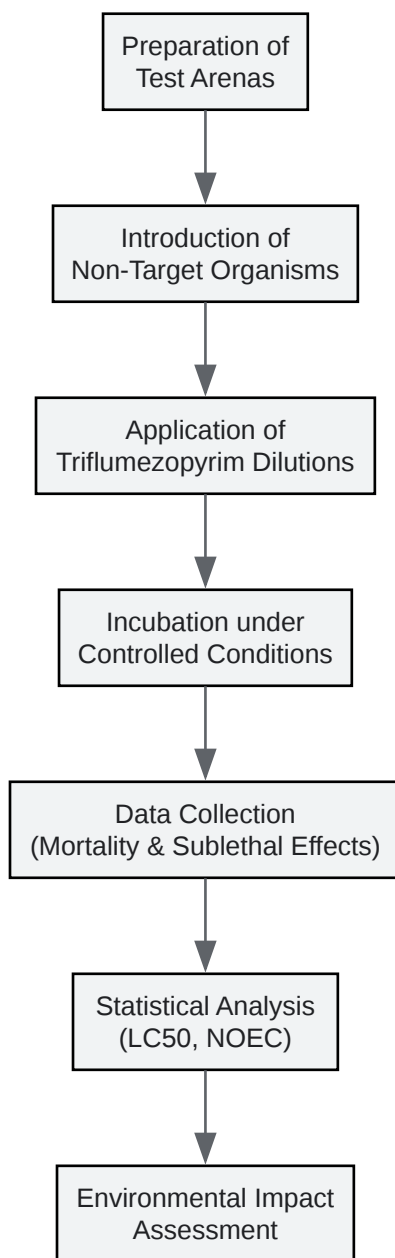 Preparation of
Test Arenas
Introduction of
Non-Target Organisms
Application of
Triflumezopyrim Dilutions
Incubation under
Controlled Conditions
Data Collection
(Mortality & Sublethal Effects)
Statistical Analysis
(LC50, NOEC)
Environmental Impact
Assessment